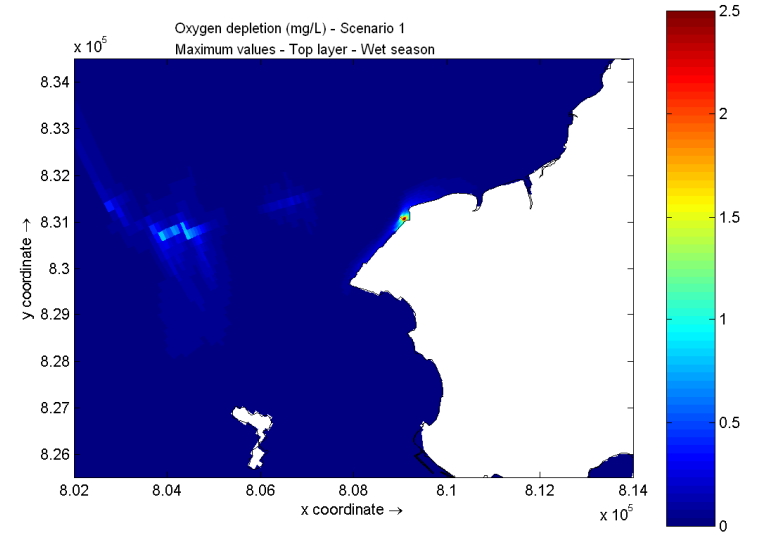 Oxygen depletion (mg/L) - Scenario 1
Maximum values - Top layer - Wet season
x 10^5
8.34
8.33
8.32
8.31
8.3
8.29
8.28
8.27
8.26
y coordinate →
8.02 8.04 8.06 8.08 8.1 8.12 8.14
x coordinate →
x 10^5
2.5
2
1.5
1
0.5
0